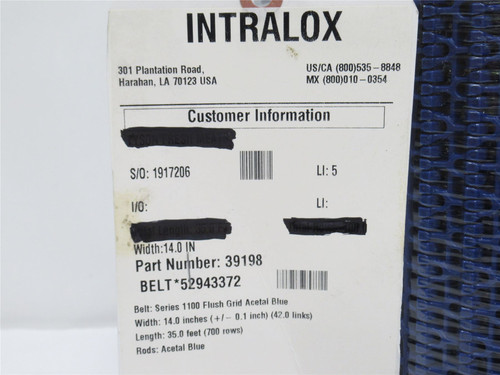 INTRALOX
301 Plantation Road, US/CA (800)535-8848
Harahan, LA 70123 USA MX (800)010-0354
Customer Information
S/O: 1917206 LI: 5
I/O: LI:
Width:14.0 IN
Part Number: 39198
BELT*52943372
Belt: Series 1100 Flush Grid Acetal Blue
Width: 14.0 inches (+/- 0.1 inch) (42.0 links)
Length: 35.0 feet (700 rows)
Rods: Acetal Blue